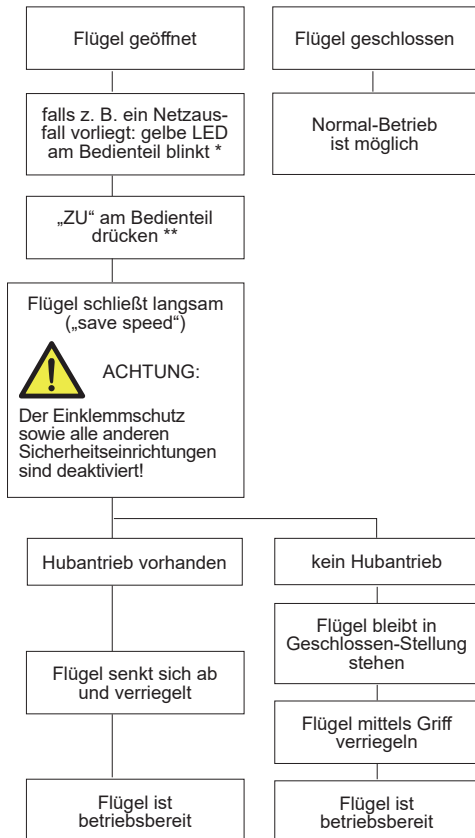 Flügel geöffnet
Flügel geschlossen
falls z. B. ein Netzaus-
fall vorliegt: gelbe LED
am Bedienteil blinkt *
Normal-Betrieb
ist möglich
„ZU“ am Bedienteil
drücken **
Flügel schließt langsam
(„save speed“)
ACHTUNG:
Der Einklemmschutz
sowie alle anderen
Sicherheitseinrichtungen
sind deaktiviert!
Hubantrieb vorhanden
kein Hubantrieb
Flügel senkt sich ab
und verriegelt
Flügel bleibt in
Geschlossen-Stellung
stehen
Flügel mittels Griff
verriegeln
Flügel ist
betriebsbereit
Flügel ist
betriebsbereit